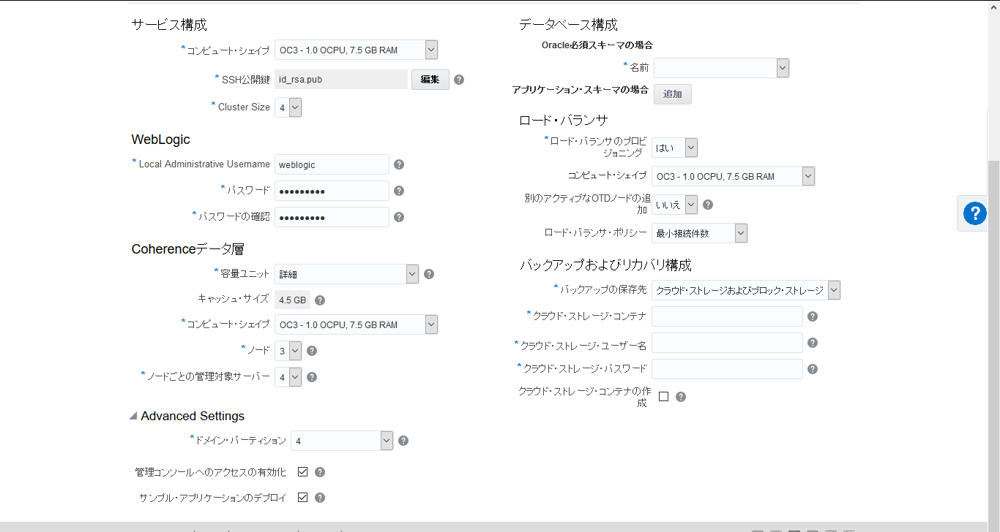 サービス構成
*コンピュート・シェイプ OC3 - 1.0 OCPU, 7.5 GB RAM
*SSH公開鍵 id_rsa.pub 編集 ?
*Cluster Size 4
WebLogic
*Local Administrative Username weblogic ?
*パスワード ●●●●●●●●● ?
*パスワードの確認 ●●●●●●●●● ?
Coherenceデータ層
*容量ユニット 詳細 ?
キャッシュ・サイズ 4.5 GB ?
*コンピュート・シェイプ OC3 - 1.0 OCPU, 7.5 GB RAM
*ノード 3 ?
*ノードごとの管理対象サーバー 4 ?
Advanced Settings
*ドメイン・パーティション 4 ?
管理コンソールへのアクセスの有効化 ?
サンプル・アプリケーションのデプロイ ?
データベース構成
Oracle必須スキーマの場合
*名前
アプリケーション・スキーマの場合 追加
ロード・バランサ
*ロード・バランサのプロビ
ジョニング はい
コンピュート・シェイプ OC3 - 1.0 OCPU, 7.5 GB RAM
別のアクティブなOTDノードの追
加 いいえ ?
ロード・バランサ・ポリシー 最小接続件数
バックアップおよびリカバリ構成
*バックアップの保存先 クラウド・ストレージおよびブロック・ストレージ
*クラウド・ストレージ・コンテナ ?
*クラウド・ストレージ・ユーザー名 ?
*クラウド・ストレージ・パスワード ?
クラウド・ストレージ・コンテナの作
成 ?
?